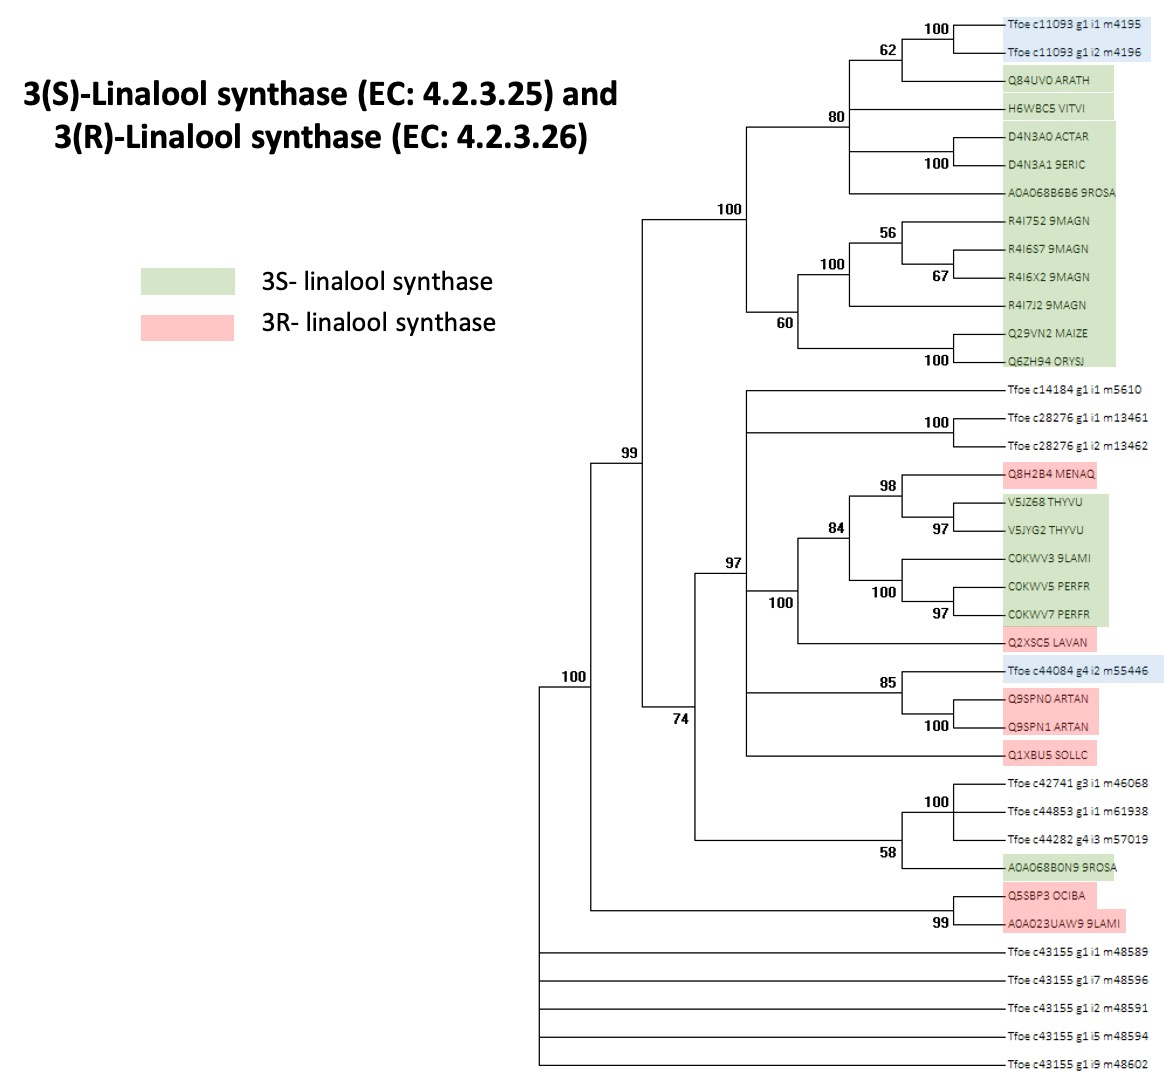 3(S)-Linalool synthase (EC: 4.2.3.25) and
3(R)-Linalool synthase (EC: 4.2.3.26)
3S- linalool synthase
3R- linalool synthase
100
62
80
100
100
56
100
67
60
100
99
100
98
84
97
97
100
100
97
85
100
100
74
100
58
99
Tfoe c11093 g1 i1 m4195
Tfoe c11093 g1 i2 m4196
Q84UV0 ARATH
H6WBC5 VITVI
D4N3A0 ACTAR
D4N3A1 9ERIC
A0A068B6B6 9ROSA
R4I752 9MAGN
R4I6S7 9MAGN
R4I6X2 9MAGN
R4I7J2 9MAGN
Q29VN2 MAIZE
Q6ZH94 ORYSJ
Tfoe c14184 g1 i1 m5610
Tfoe c28276 g1 i1 m13461
Tfoe c28276 g1 i2 m13462
Q8H2B4 MENAQ
V5JZ68 THYVU
V5JYG2 THYVU
C0KWV3 9LAMI
C0KWV5 PERFR
C0KWV7 PERFR
Q2XSC5 LAVAN
Tfoe c44084 g4 i2 m55446
Q9SPN0 ARTAN
Q9SPN1 ARTAN
Q1XBU5 SOLLC
Tfoe c42741 g3 i1 m46068
Tfoe c44853 g1 i1 m61938
Tfoe c44282 g4 i3 m57019
A0A068B0N9 9ROSA
Q5SBP3 OCIBA
A0A023UAW9 9LAMI
Tfoe c43155 g1 i1 m48589
Tfoe c43155 g1 i7 m48596
Tfoe c43155 g1 i2 m48591
Tfoe c43155 g1 i5 m48594
Tfoe c43155 g1 i9 m48602